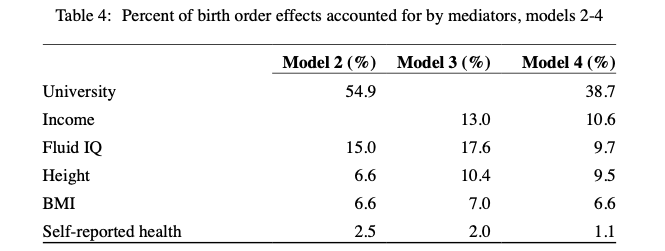 Table 4: Percent of birth order effects accounted for by mediators, models 2-4
Model 2 (%) Model 3 (%) Model 4 (%)
University 54.9 38.7
Income 13.0 10.6
Fluid IQ 15.0 17.6 9.7
Height 6.6 10.4 9.5
BMI 6.6 7.0 6.6
Self-reported health 2.5 2.0 1.1